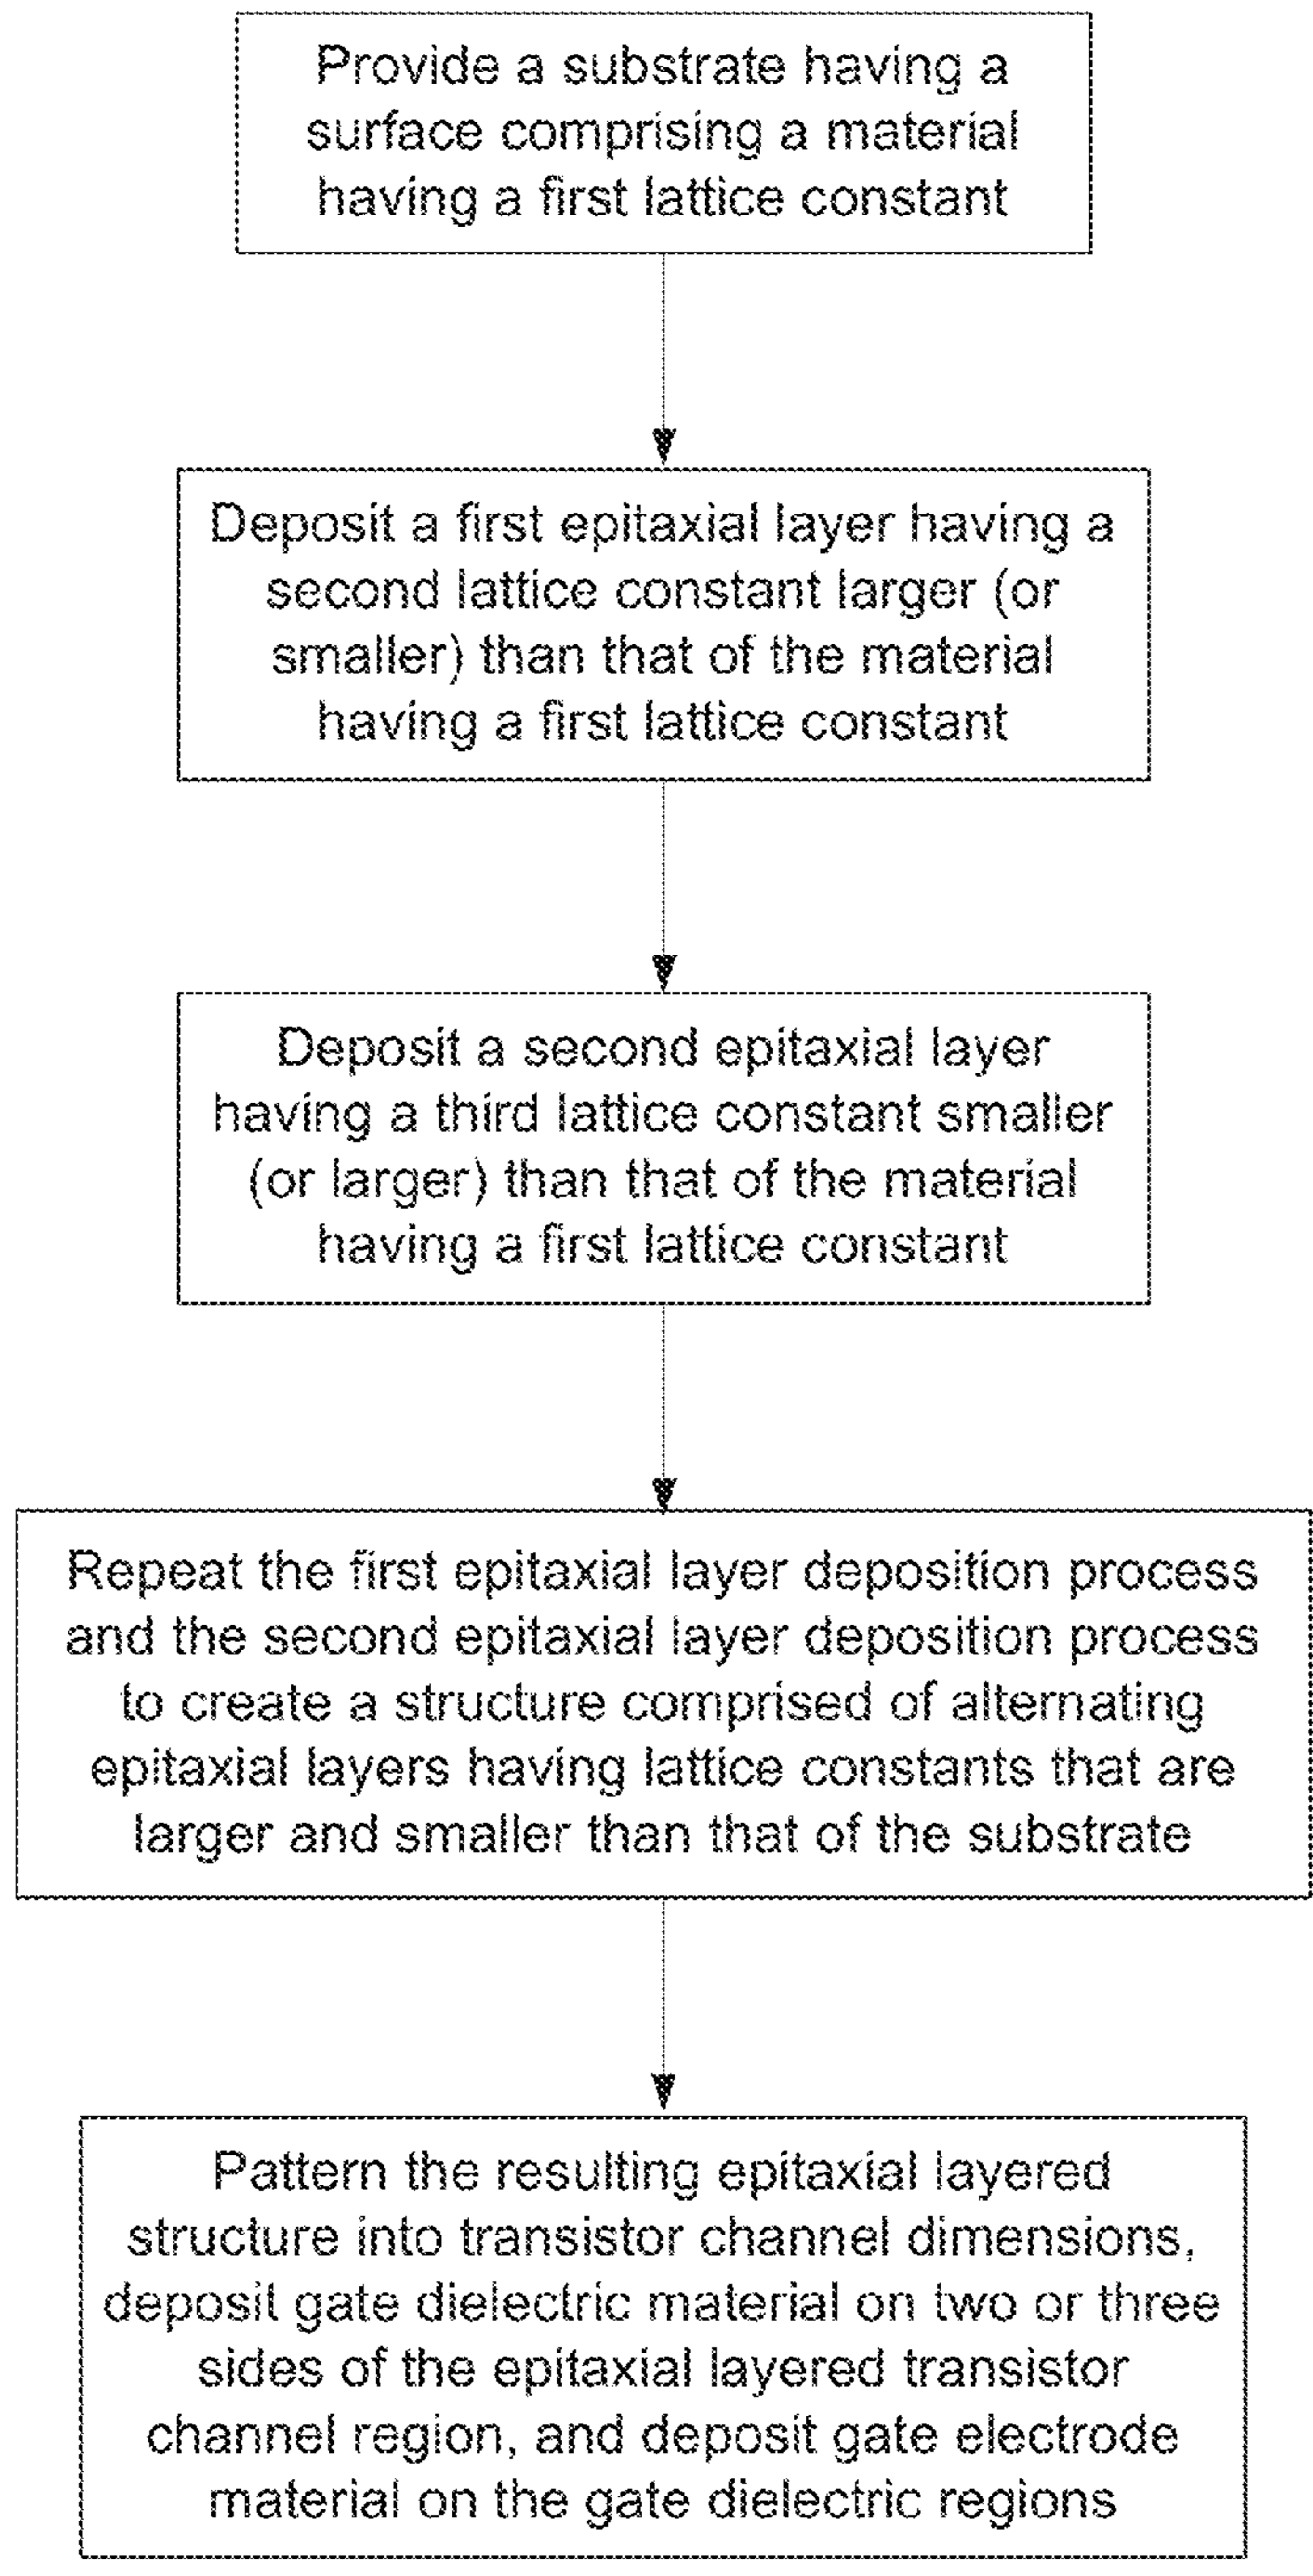 Provide a substrate having a
surface comprising a material
having a first lattice constant
Deposit a first epitaxial layer having a
second lattice constant larger (or
smaller) than that of the material
having a first lattice constant
Deposit a second epitaxial layer
having a third lattice constant smaller
(or larger) than that of the material
having a first lattice constant
Repeat the first epitaxial layer deposition process
and the second epitaxial layer deposition process
to create a structure comprised of alternating
epitaxial layers having lattice constants that are
larger and smaller than that of the substrate
Pattern the resulting epitaxial layered
structure into transistor channel dimensions,
deposit gate dielectric material on two or three
sides of the epitaxial layered transistor
channel region, and deposit gate electrode
material on the gate dielectric regions